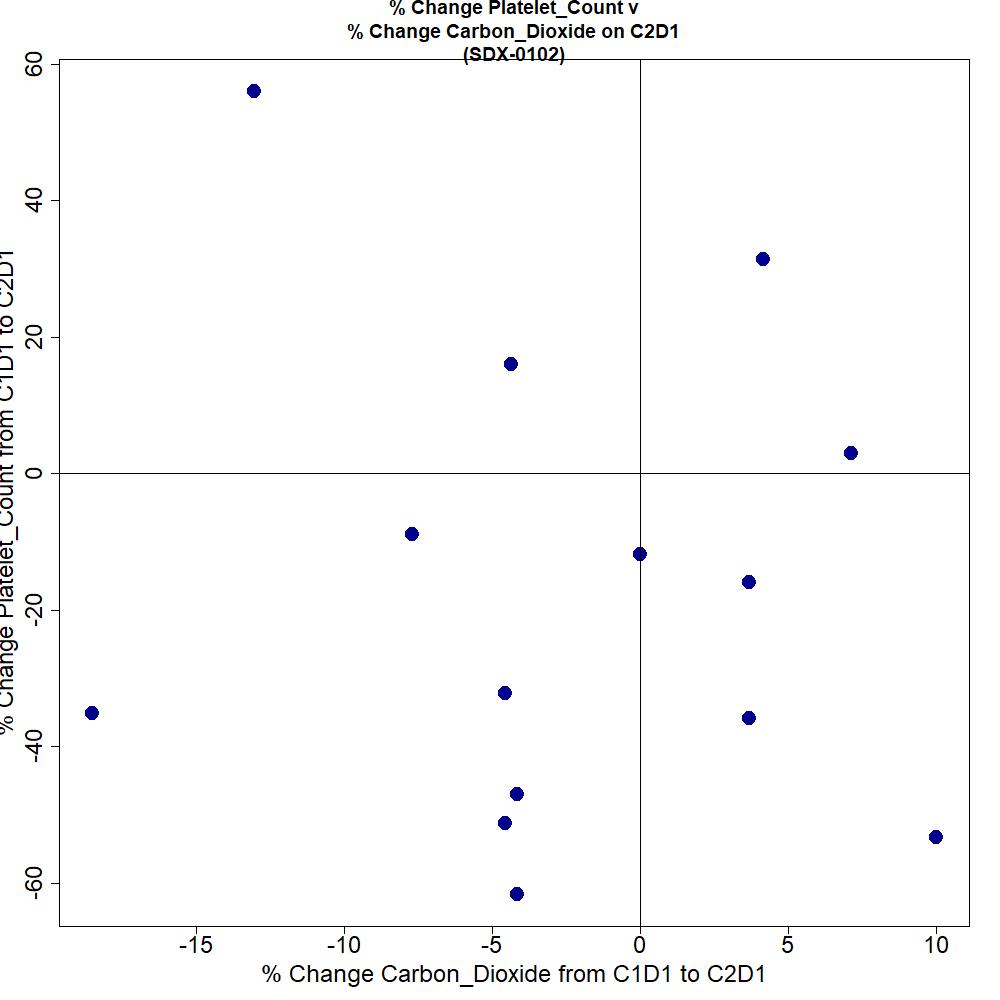 % Change Platelet_Count v
% Change Carbon_Dioxide on C2D1
(SDX-0102)
% Change Platelet_Count from C1D1 to C2D1
60
40
20
0
-20
-40
-60
-15
-10
-5
0
5
10
% Change Carbon_Dioxide from C1D1 to C2D1